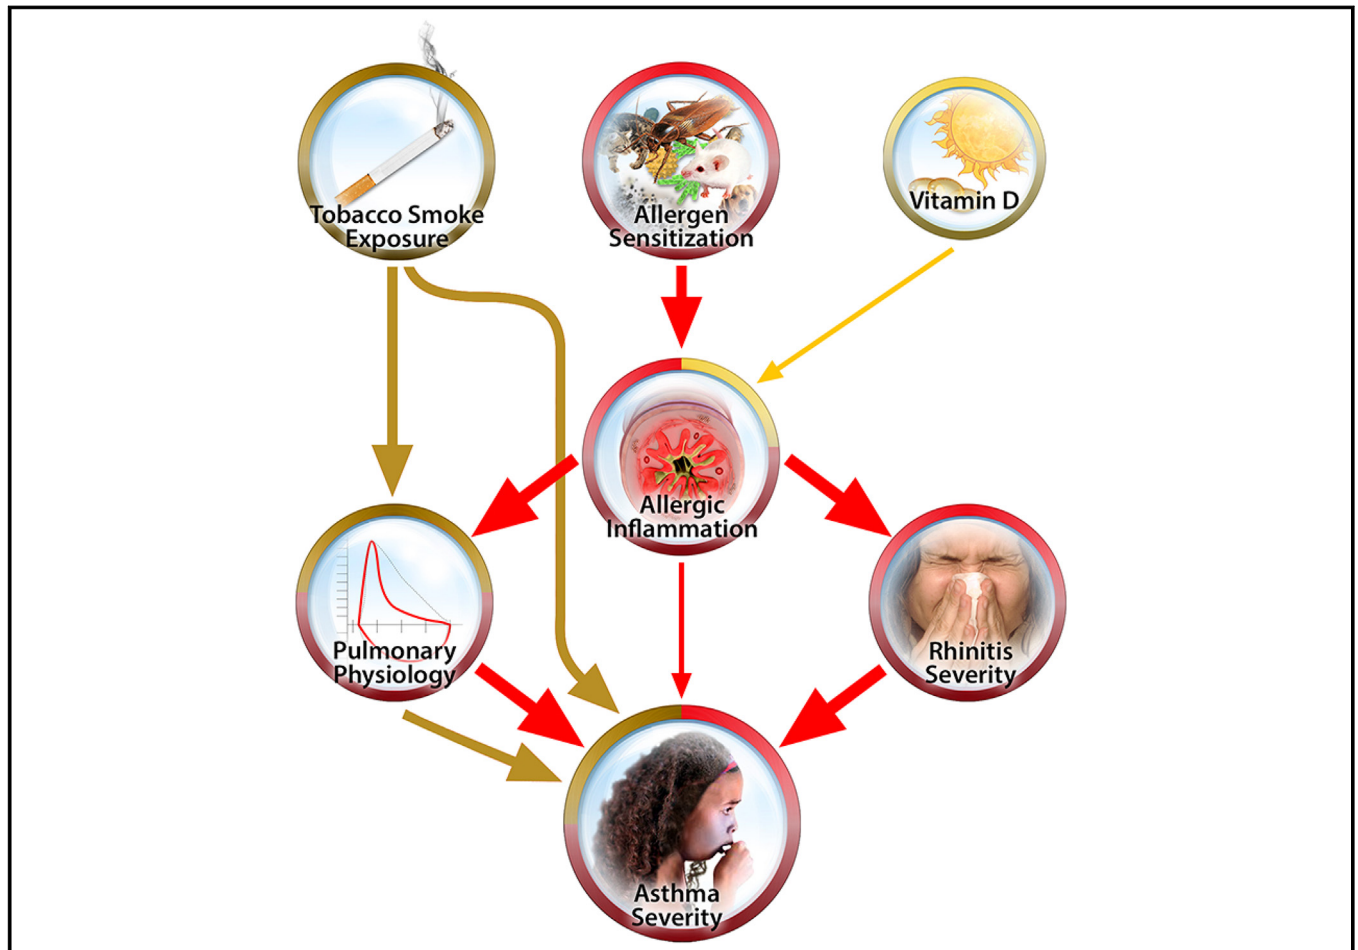 Tobacco Smoke
Exposure
Allergen
Sensitization
Vitamin D
Allergic
Inflammation
Pulmonary
Physiology
Rhinitis
Severity
Asthma
Severity